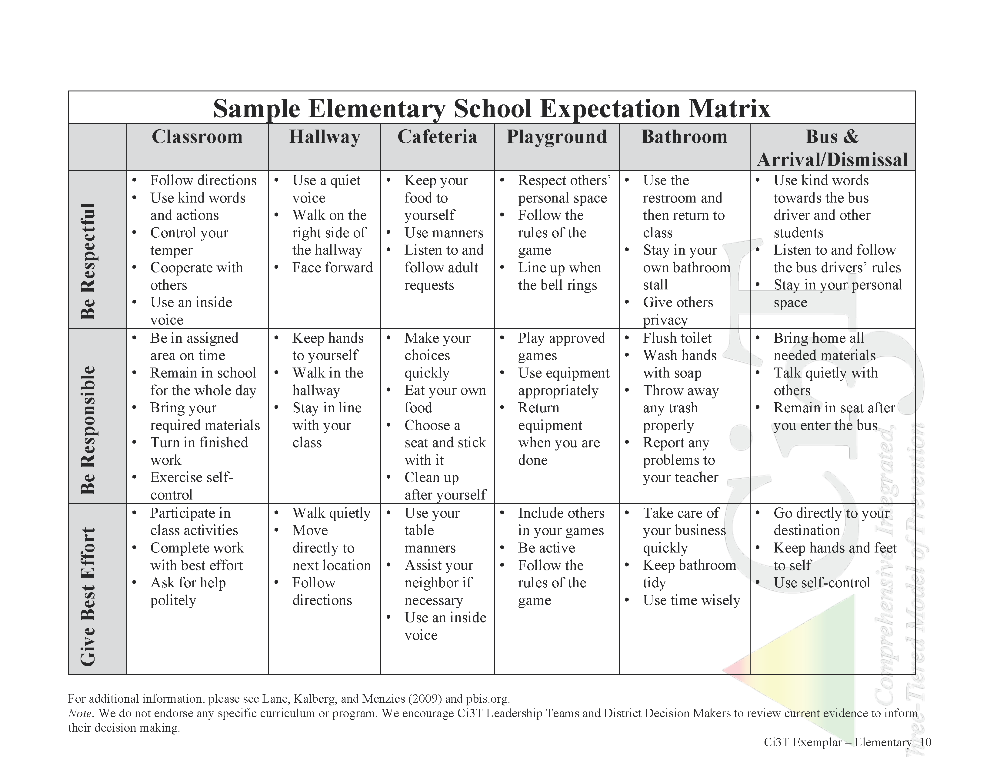 Sample Elementary School Expectation Matrix
Classroom
Hallway
Cafeteria
Playground
Bathroom
Bus &
Arrival/Dismissal
Be Respectful
• Follow directions
• Use kind words
and actions
• Control your
temper
• Cooperate with
others
• Use an inside
voice
• Use a quiet
voice
• Walk on the
right side of
the hallway
• Face forward
• Keep your
food to
yourself
• Use manners
• Listen to and
follow adult
requests
• Respect others’
personal space
• Follow the
rules of the
game
• Line up when
the bell rings
• Use the
restroom and
then return to
class
• Stay in your
own bathroom
stall
• Give others
privacy
• Use kind words
towards the bus
driver and other
students
• Listen to and follow
the bus drivers’ rules
• Stay in your personal
space
Be Responsible
• Be in assigned
area on time
• Remain in school
for the whole day
• Bring your
required materials
• Turn in finished
work
• Exercise self-
control
• Keep hands
to yourself
• Walk in the
hallway
• Stay in line
with your
class
• Make your
choices
quickly
• Eat your own
food
• Choose a
seat and stick
with it
• Clean up
after yourself
• Play approved
games
• Use equipment
appropriately
• Return
equipment
when you are
done
• Flush toilet
• Wash hands
with soap
• Throw away
any trash
properly
• Report any
problems to
your teacher
• Bring home all
needed materials
• Talk quietly with
others
• Remain in seat after
you enter the bus
Give Best Effort
• Participate in
class activities
• Complete work
with best effort
• Ask for help
politely
• Walk quietly
• Move
directly to
next location
• Follow
directions
• Use your
table
manners
• Assist your
neighbor if
necessary
• Use an inside
voice
• Include others
in your games
• Be active
• Follow the
rules of the
game
• Take care of
your business
quickly
• Keep bathroom
tidy
• Use time wisely
• Go directly to your
destination
• Keep hands and feet
to self
• Use self-control
Ci3T
Comprehensive, Integrated,
Three-Tiered Model of Prevention
For additional information, please see Lane, Kalberg, and Menzies (2009) and pbis.org.
Note. We do not endorse any specific curriculum or program. We encourage Ci3T Leadership Teams and District Decision Makers to review current evidence to inform
their decision making.
Ci3T Exemplar – Elementary 10